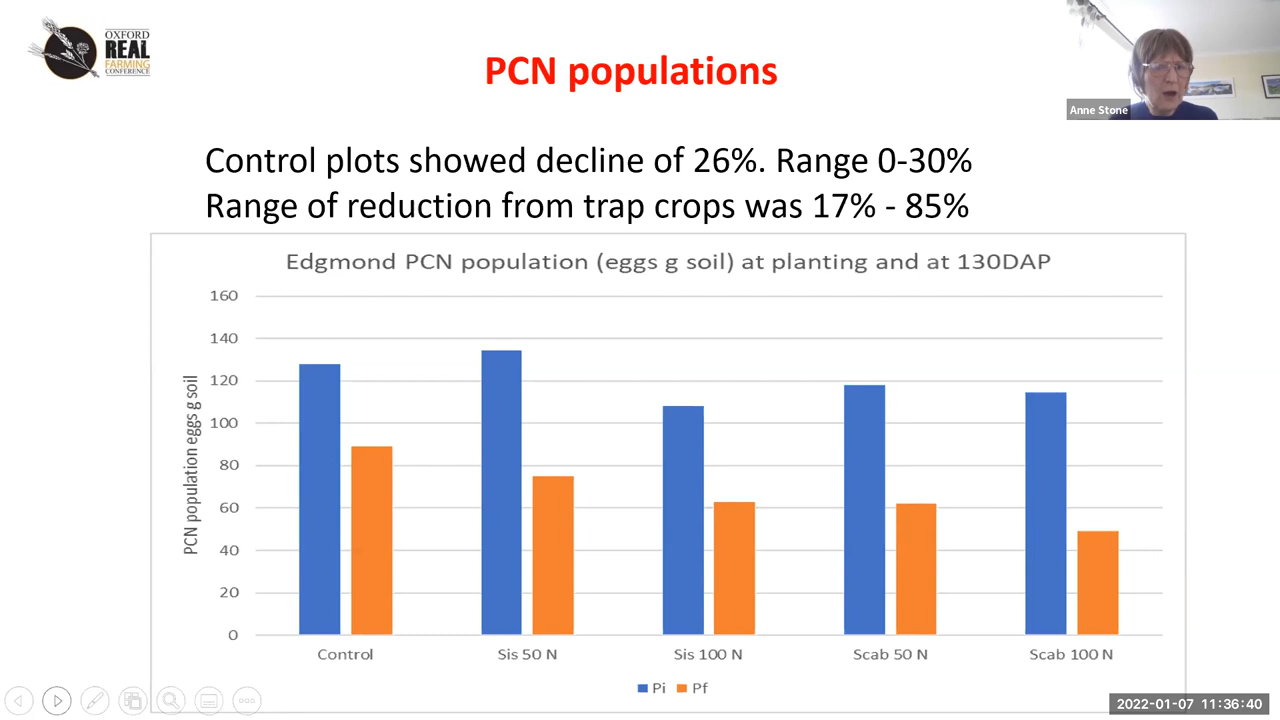 OXFORD
REAL
FARMING
CONFERENCE
PCN populations
Anne Stone
Control plots showed decline of 26%. Range 0-30%
Range of reduction from trap crops was 17% - 85%
Edgmond PCN population (eggs g soil) at planting and at 130DAP
PCN population eggs g soil
160
140
120
100
80
60
40
20
0
Control
Sis 50 N
Sis 100 N
Scab 50 N
Scab 100 N
Pi
Pf
2022-01-07 11:36:40